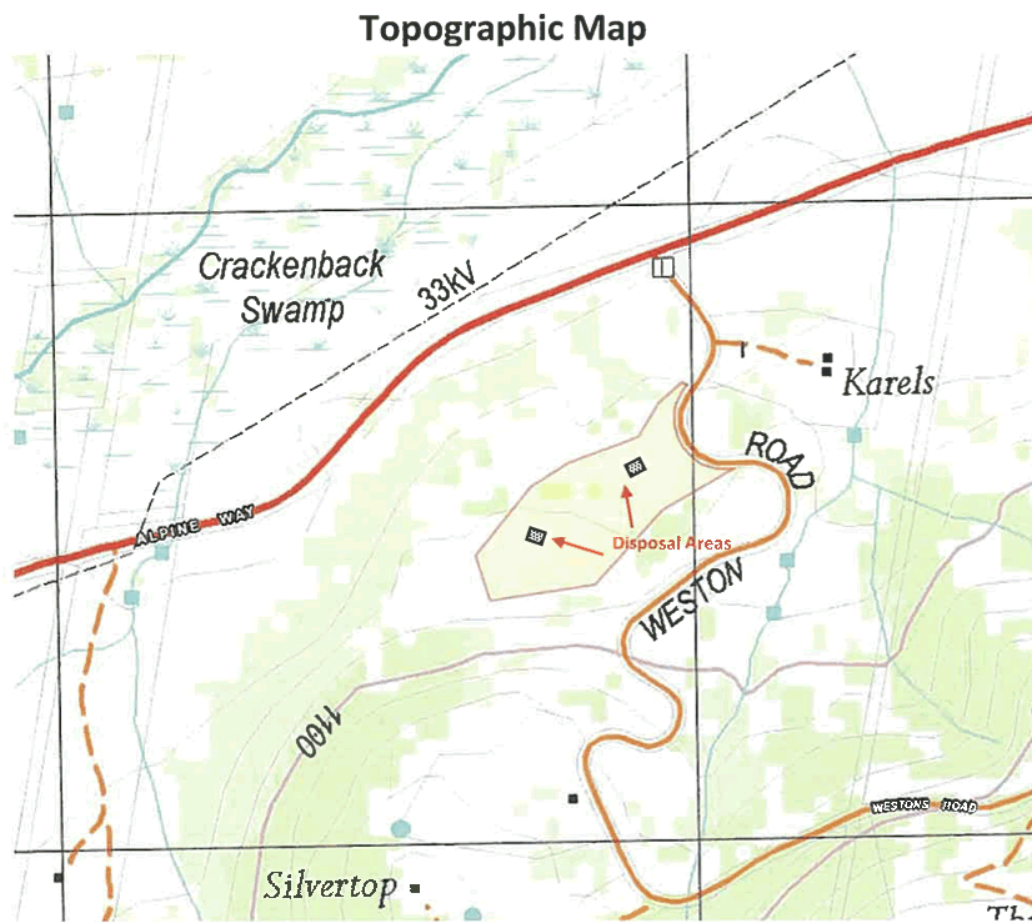 Topographic Map
Crackenback
Swamp
33kV
Karels
ROAD
ALPINE WAY
Disposal Areas
WESTON
1100
WESTONS ROAD
Silvertop